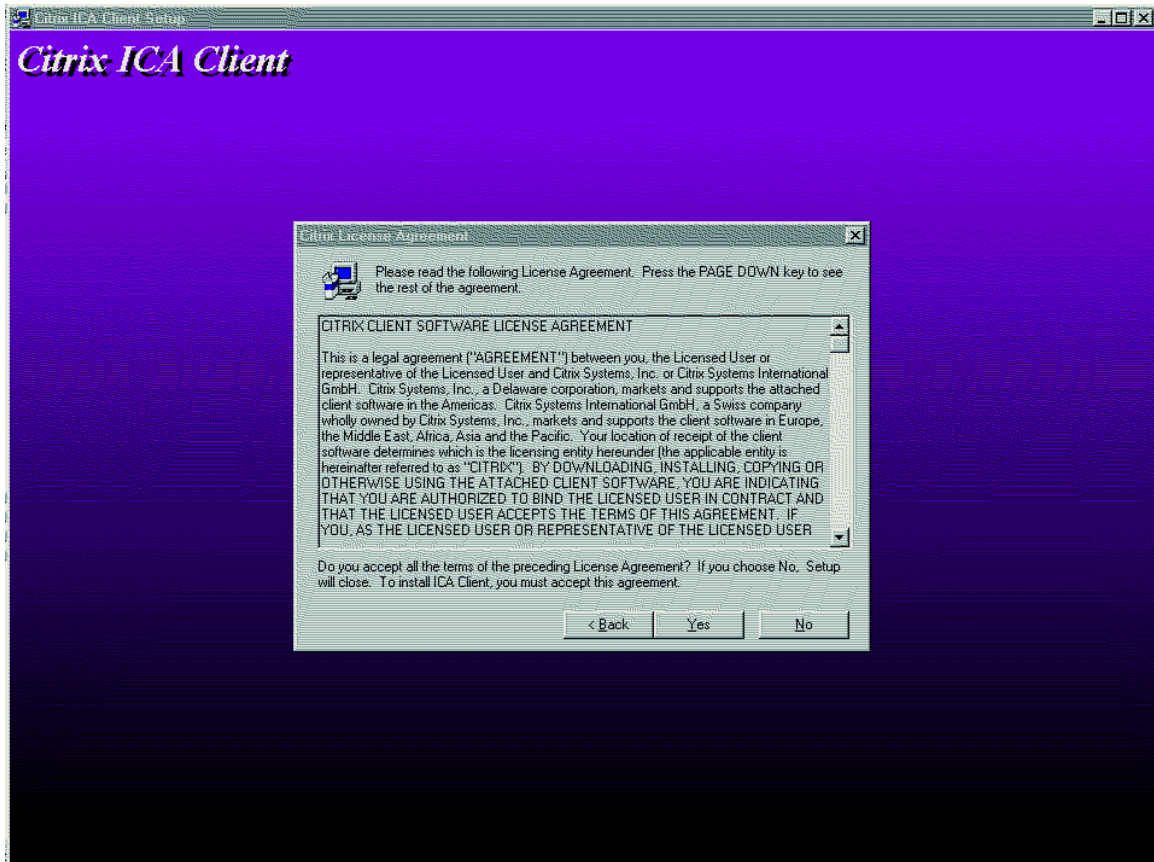 Citrix ICA Client Setup
Citrix ICA Client
Citrix License Agreement
Please read the following License Agreement. Press the PAGE DOWN key to see
the rest of the agreement.
CITRIX CLIENT SOFTWARE LICENSE AGREEMENT
This is a legal agreement ("AGREEMENT") between you, the Licensed User or
representative of the Licensed User and Citrix Systems, Inc. or Citrix Systems International
GmbH. Citrix Systems, Inc., a Delaware corporation, markets and supports the attached
client software in the Americas. Citrix Systems International GmbH, a Swiss company
wholly owned by Citrix Systems, Inc., markets and supports the client software in Europe,
the Middle East, Africa, Asia and the Pacific. Your location of receipt of the client
software determines which is the licensing entity hereunder (the applicable entity is
hereinafter referred to as "CITRIX"). BY DOWNLOADING, INSTALLING, COPYING OR
OTHERWISE USING THE ATTACHED CLIENT SOFTWARE, YOU ARE INDICATING
THAT YOU ARE AUTHORIZED TO BIND THE LICENSED USER IN CONTRACT AND
THAT THE LICENSED USER ACCEPTS THE TERMS OF THIS AGREEMENT. IF
YOU, AS THE LICENSED USER OR REPRESENTATIVE OF THE LICENSED USER
Do you accept all the terms of the preceding License Agreement? If you choose No, Setup
will close. To install ICA Client, you must accept this agreement.
< Back Yes No